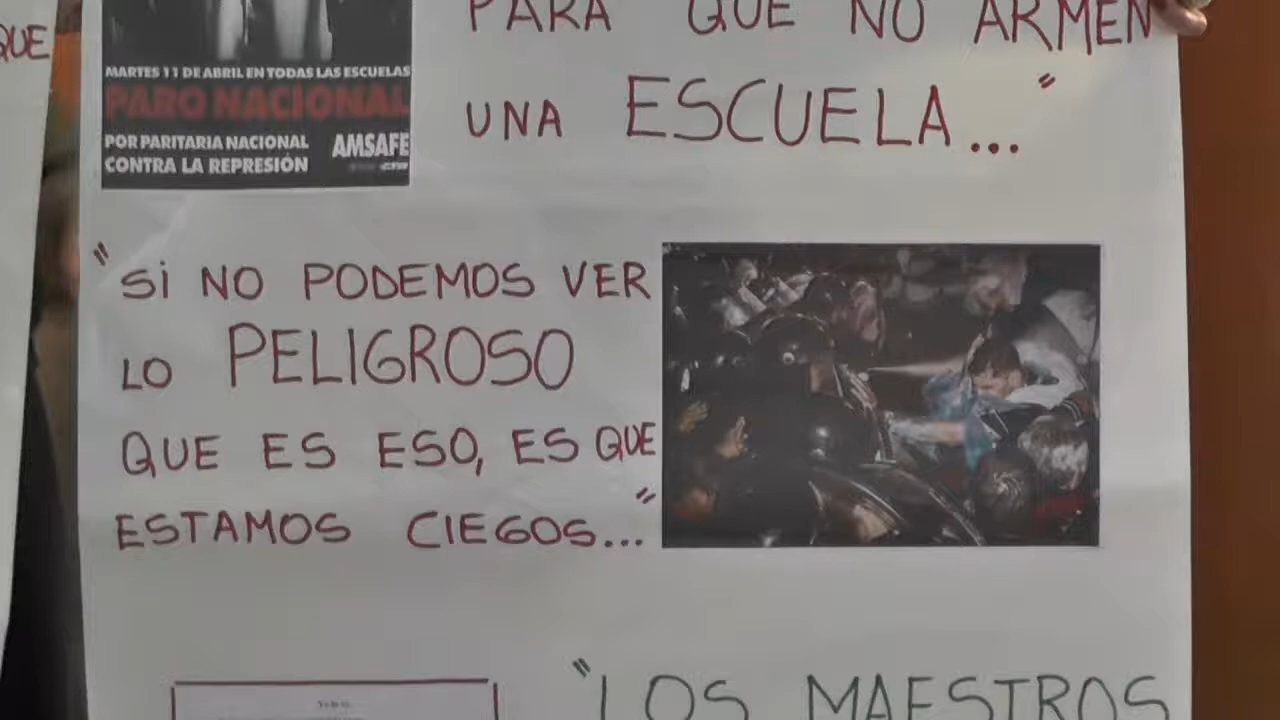 QUE
PARA QUE NO ARMEN
UNA ESCUELA..."
MARTES 11 DE ABRIL EN TODAS LAS ESCUELAS
PARO NACIONAL
POR PARITARIA NACIONAL
CONTRA LA REPRESIÓN
AMSAFE
"SI NO PODEMOS VER
LO PELIGROSO
QUE ES ESO, ES QUE
ESTAMOS CIEGOS..."
"LOS MAESTROS